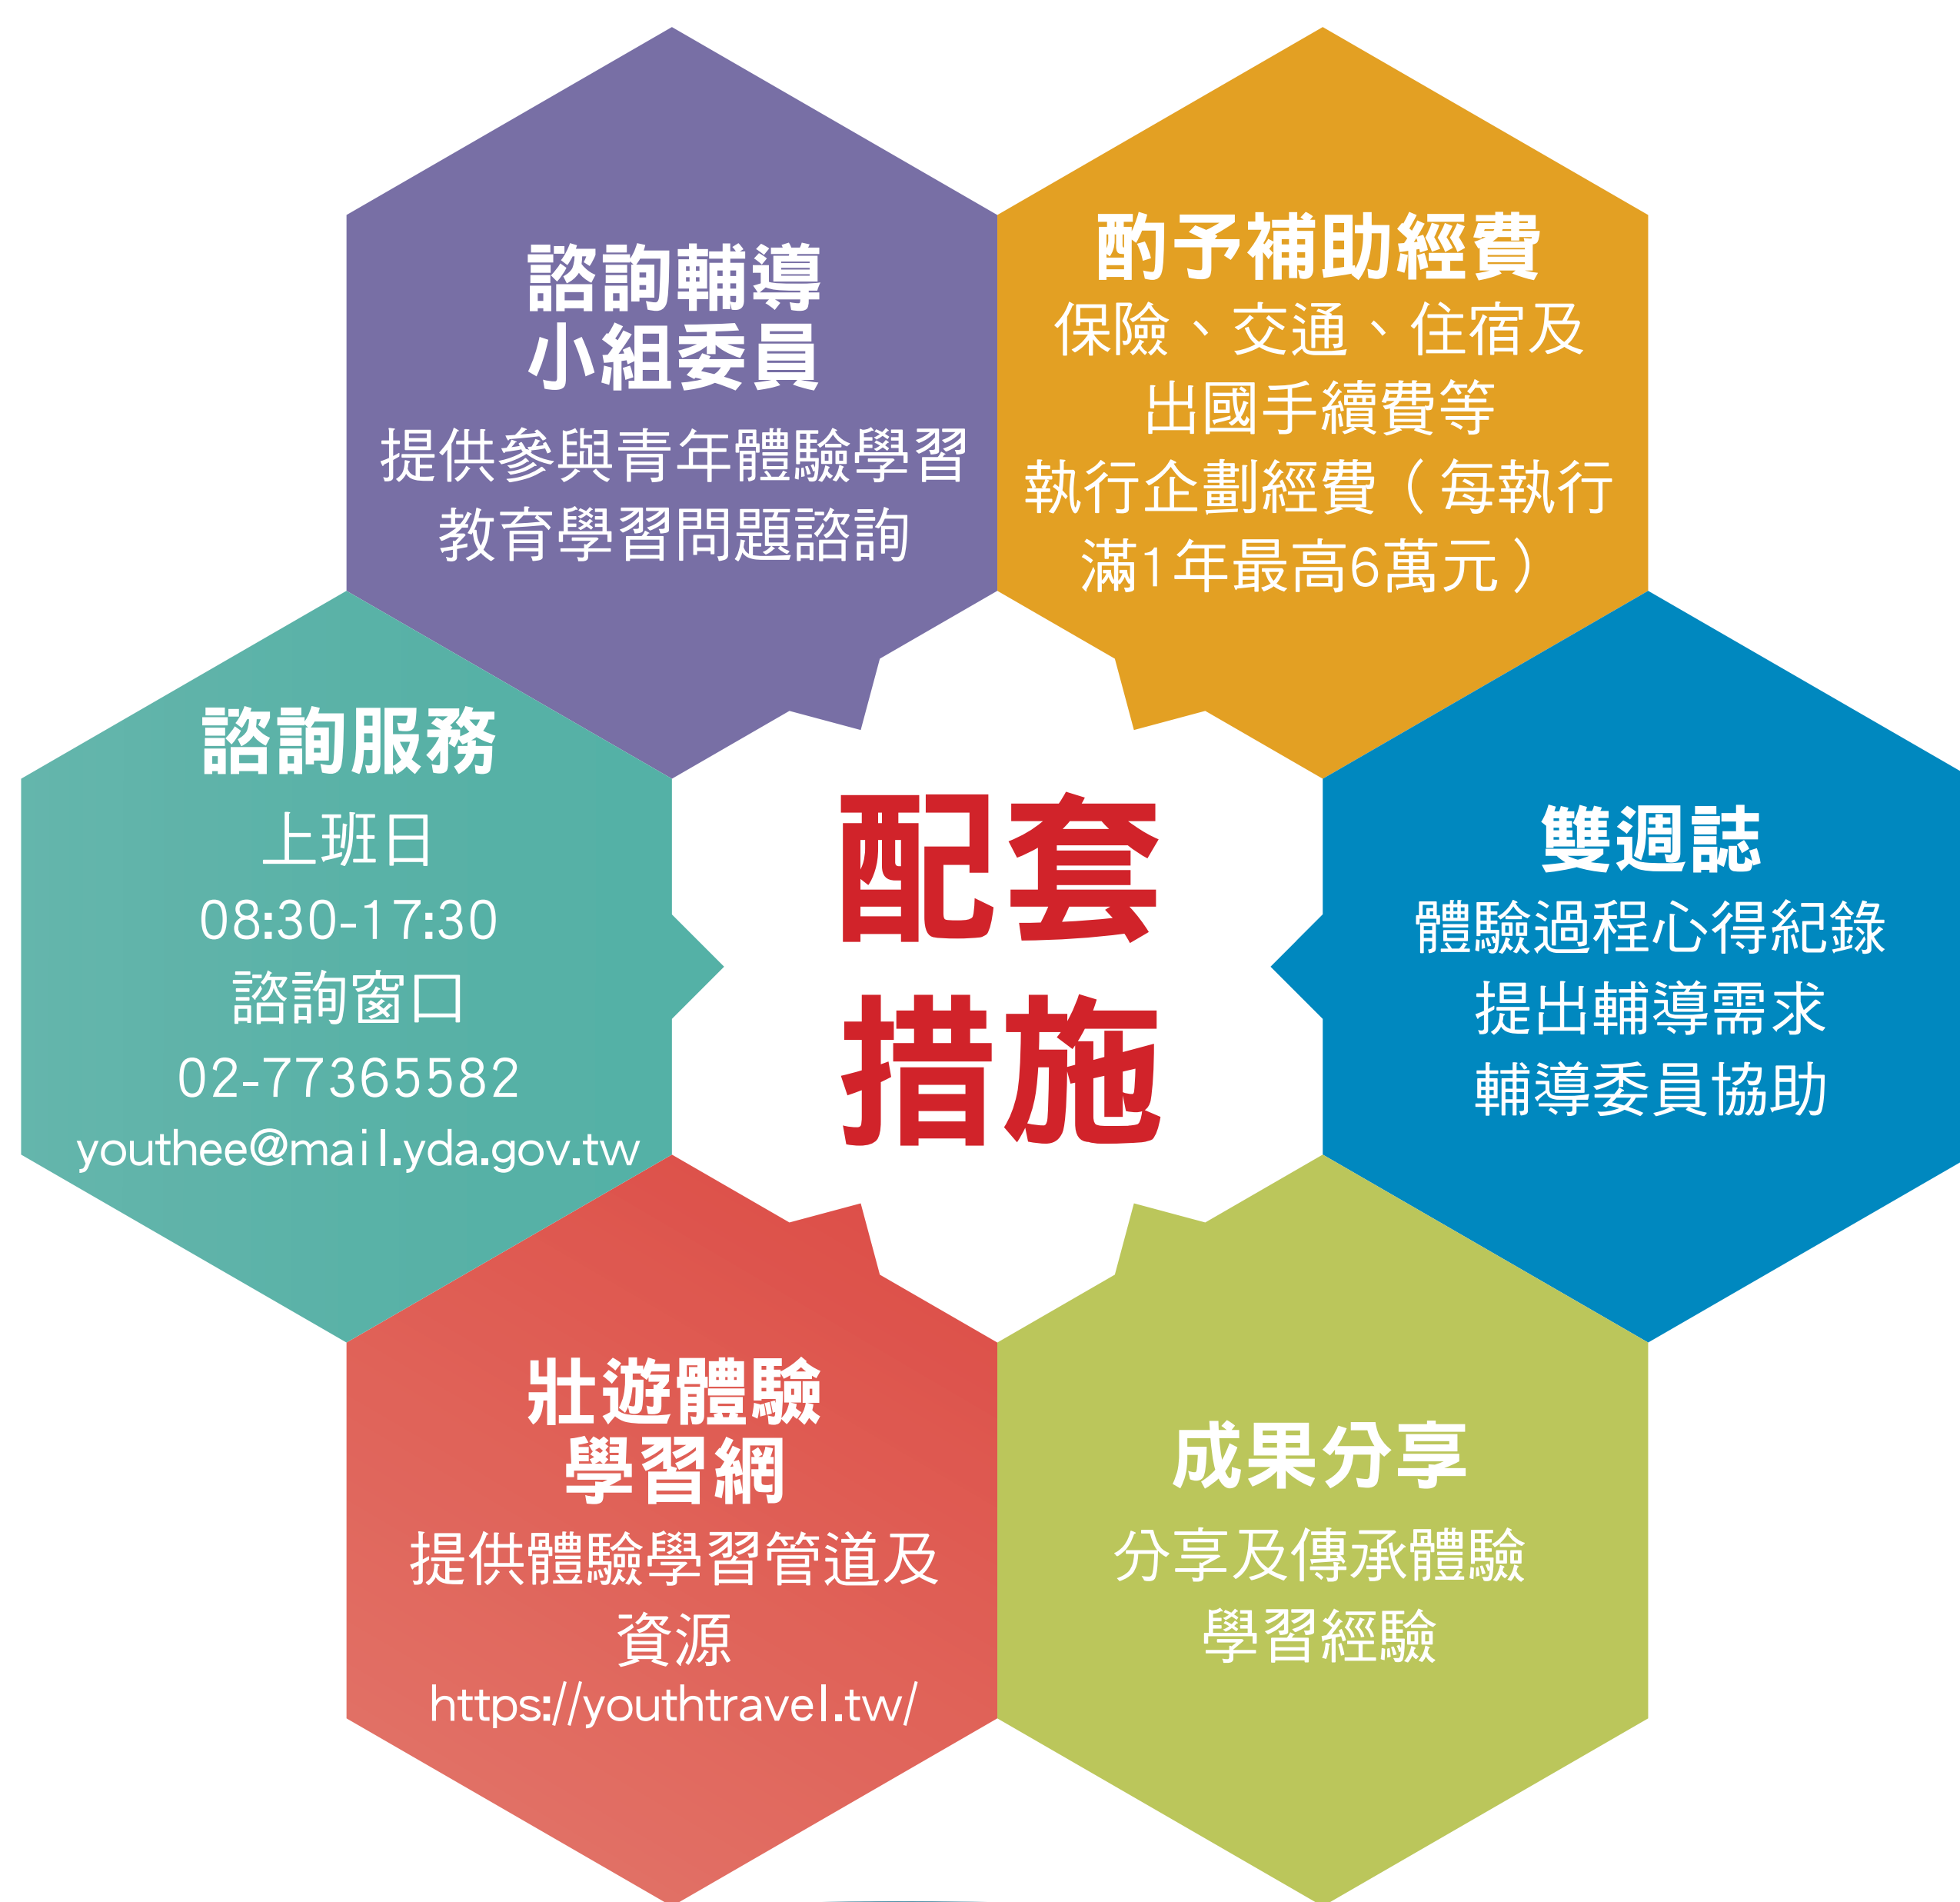 諮詢輔導
小組委員
提供參與青年體驗學習
教育學習問題諮詢
酌予補助經費
保險、交通、住宿及
出國手續費等
執行企劃經費（每執行
滿1年最高6萬元）
諮詢服務
上班日
08:30-17:30
諮詢窗口
02-77365582
youthee@mail.yda.gov.tw
配套
措施
雙週誌
體驗過程心得紀錄
提出輔導需求
輔導委員協助
壯遊體驗
學習網
提供體驗學習管道及
資源
https://youthtravel.tw/
成果分享
分享及傳承體驗
學習經驗